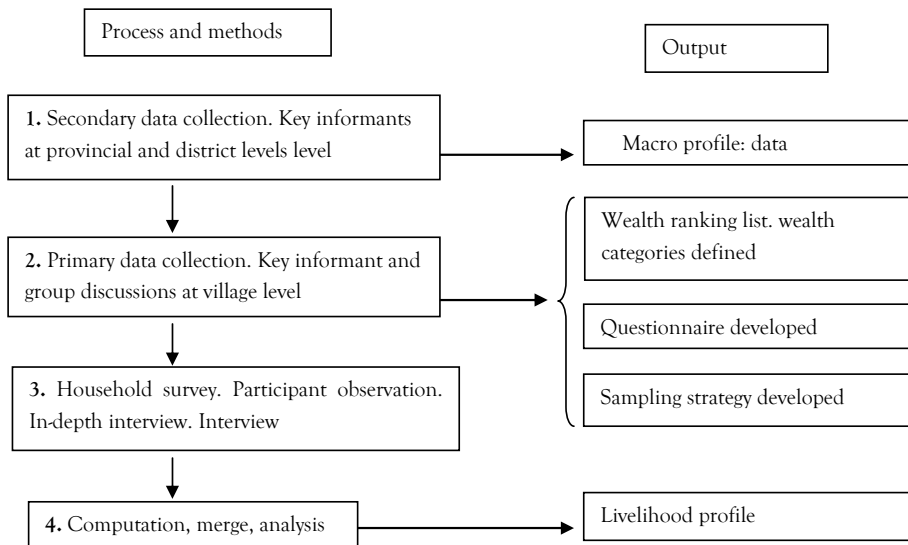 Process and methods
Output
1. Secondary data collection. Key informants
at provincial and district levels level
Macro profile: data
Wealth ranking list. wealth
categories defined
2. Primary data collection. Key informant and
group discussions at village level
Questionnaire developed
3. Household survey. Participant observation.
In-depth interview. Interview
Sampling strategy developed
4. Computation, merge, analysis
Livelihood profile